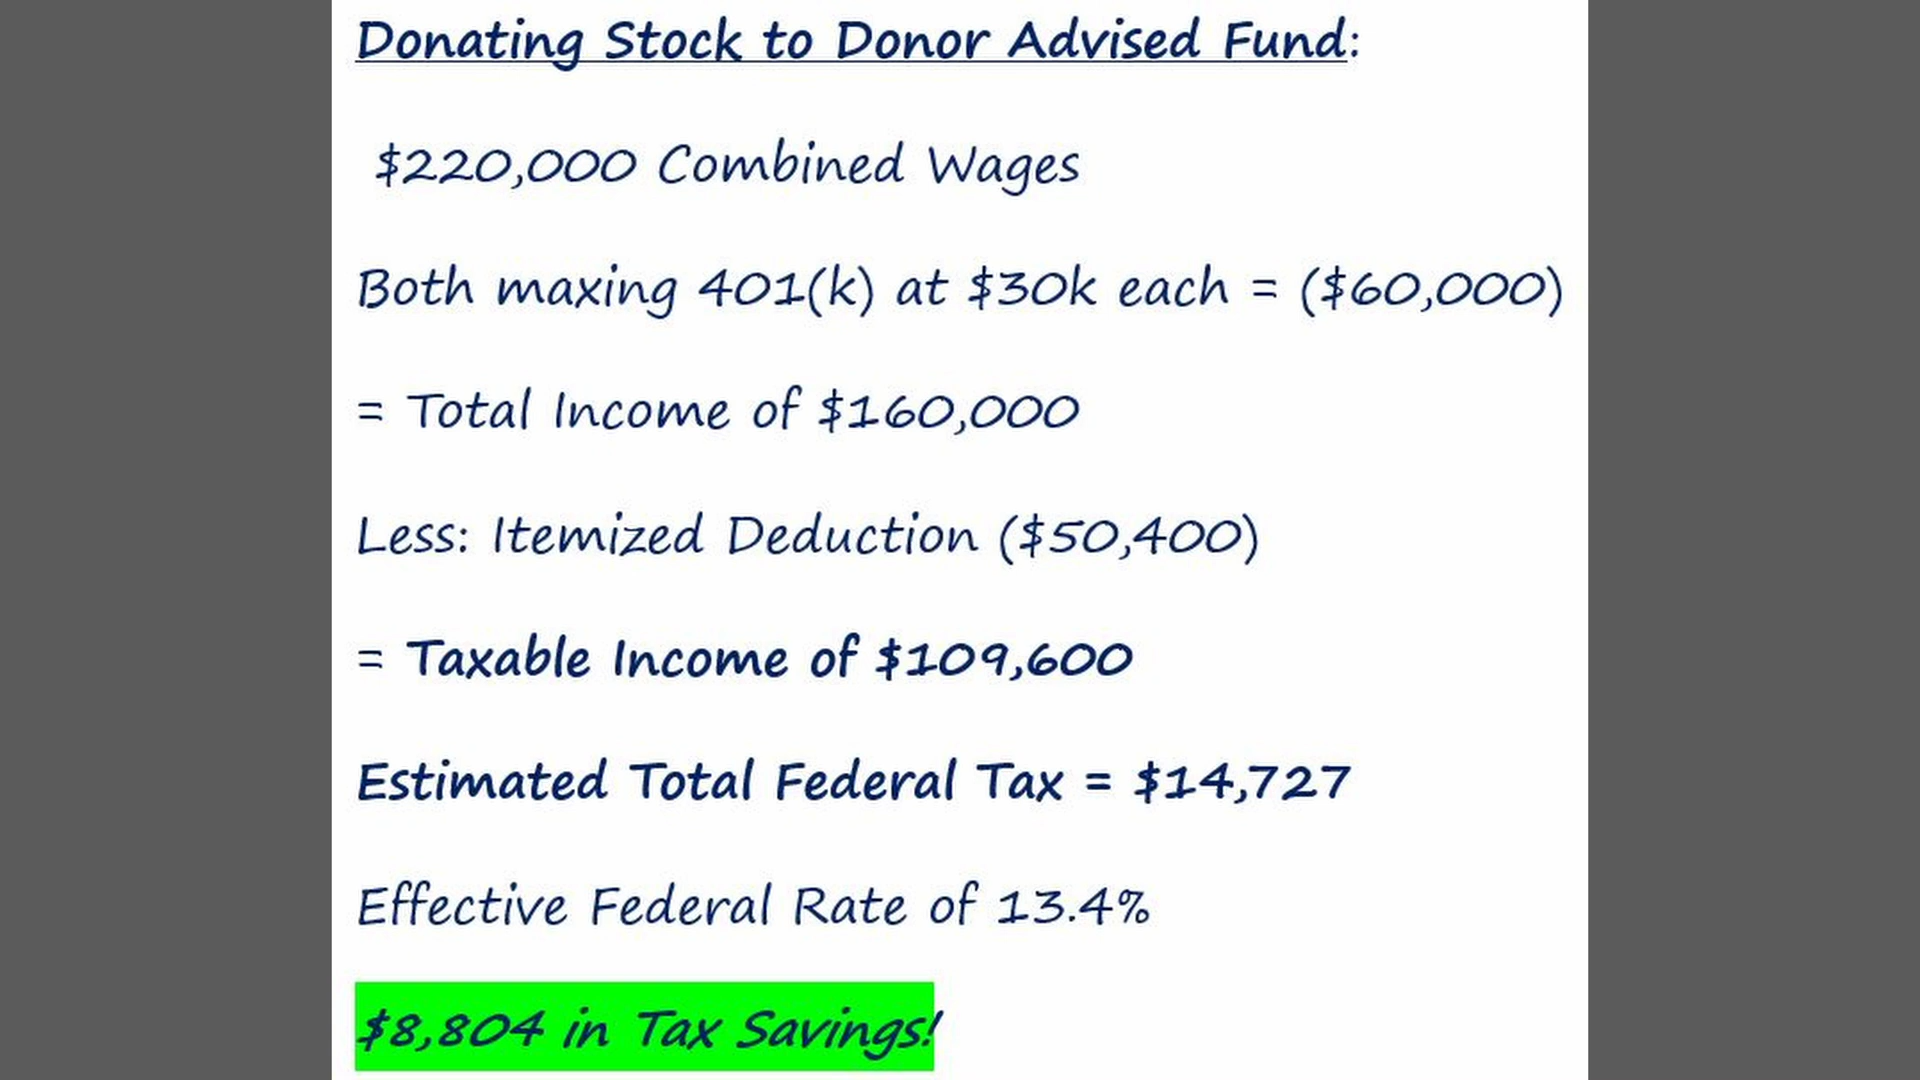 Donating Stock to Donor Advised Fund:
$220,000 Combined Wages
Both maxing 401(k) at $30k each = ($60,000)
= Total Income of $160,000
Less: Itemized Deduction ($50,400)
= Taxable Income of $109,600
Estimated Total Federal Tax = $14,727
Effective Federal Rate of 13.4%
$8,804 in Tax Savings!